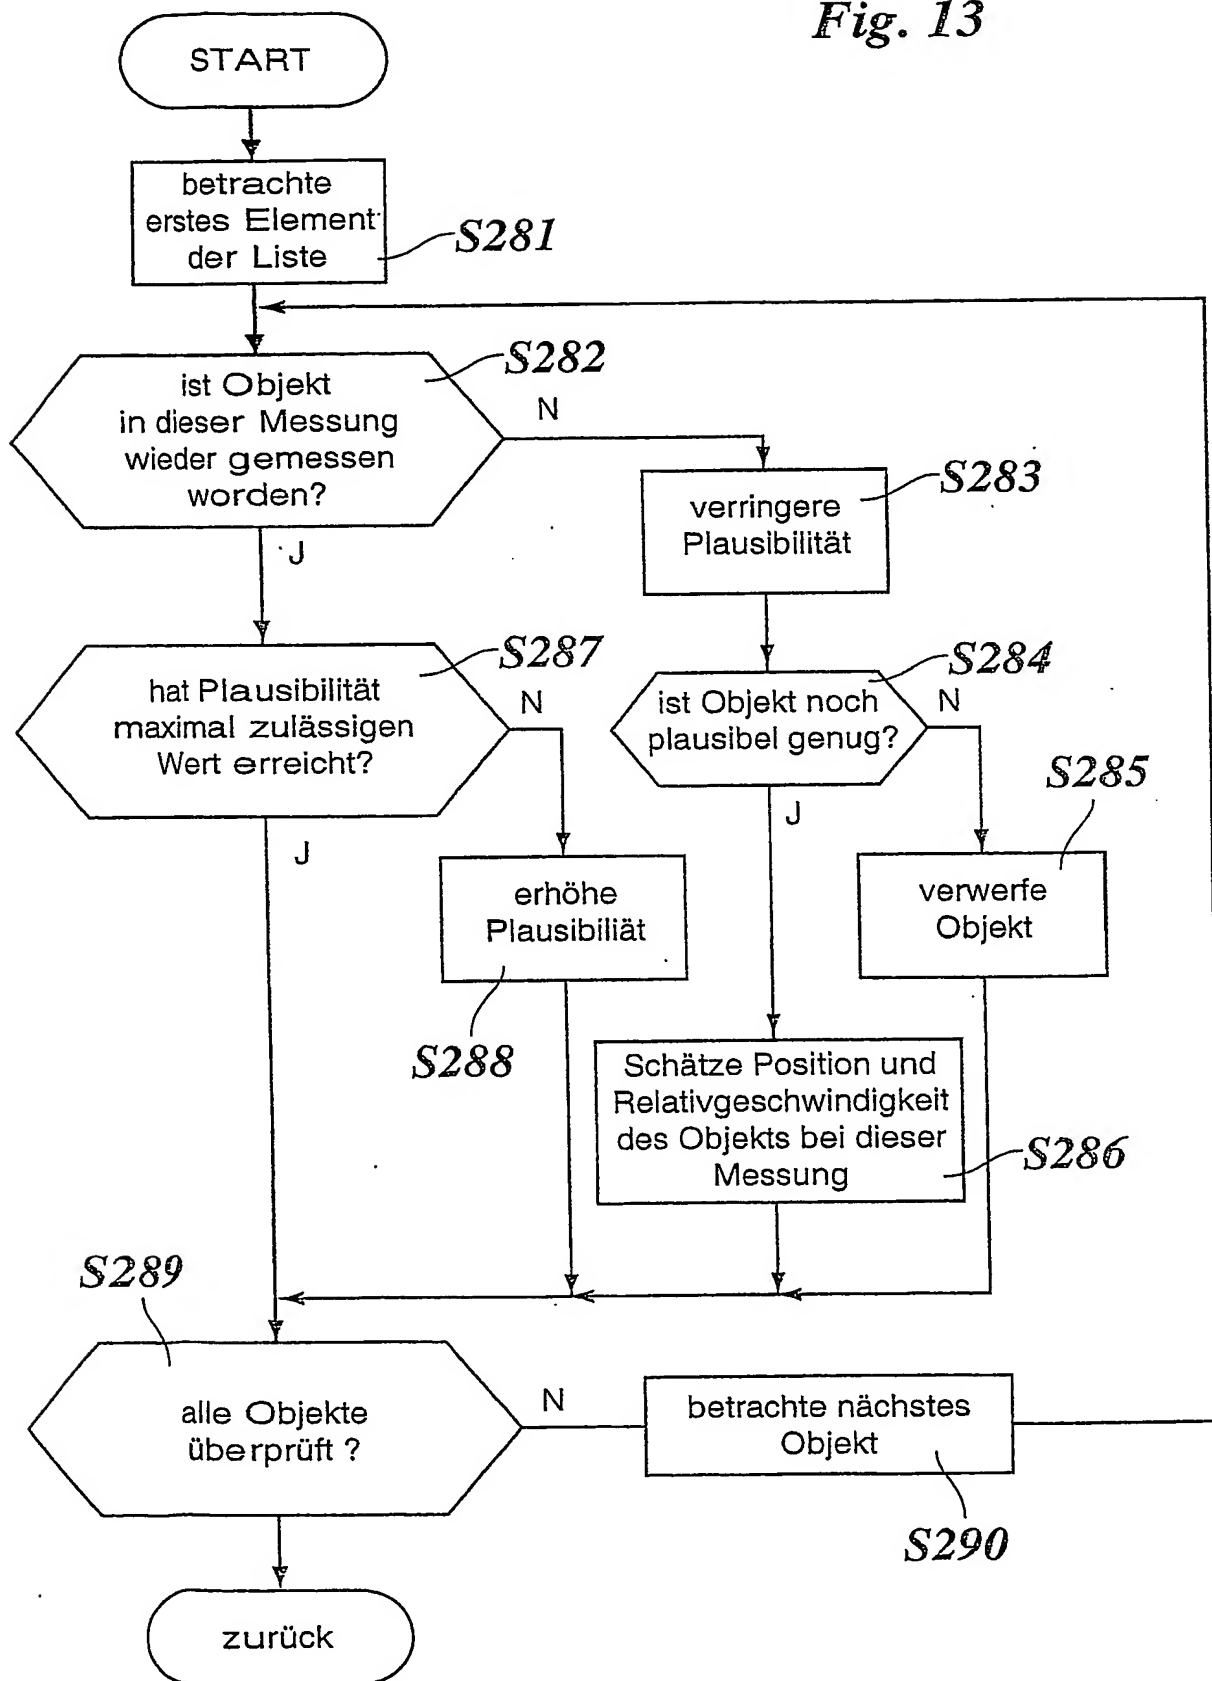 Fig. 13
START
betrachte
erstes Element
der Liste
S281
ist Objekt
in dieser Messung
wieder gemessen
worden?
S282
N
J
verringere
Plausibilität
S283
hat Plausibilität
maximal zulässigen
Wert erreicht?
S287
N
J
ist Objekt noch
plausibel genug?
S284
N
J
S285
erhöhe
Plausibiliät
S288
verwerfe
Objekt
Schätze Position und
Relativgeschwindigkeit
des Objekts bei dieser
Messung
S286
S289
alle Objekte
überprüft ?
N
betrachte nächstes
Objekt
S290
zurück